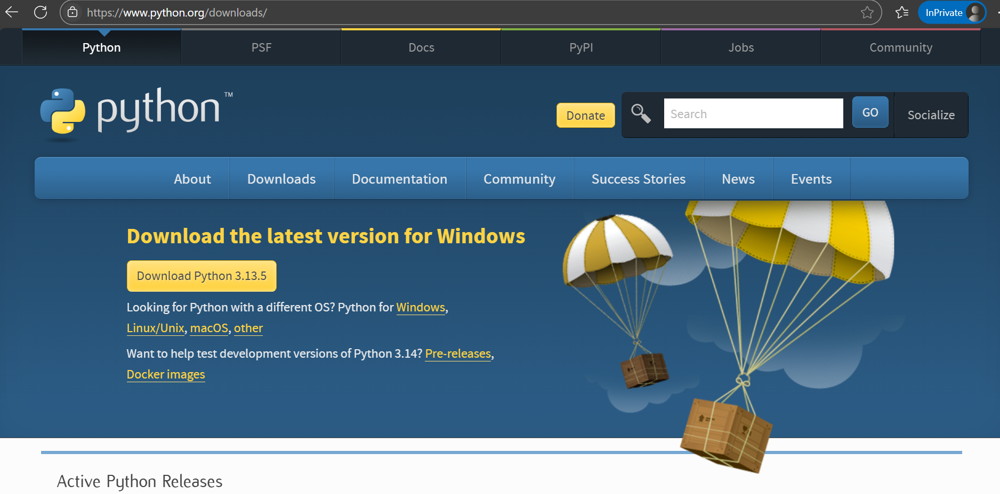 https://www.python.org/downloads/
InPrivate
Python
PSF
Docs
PyPI
Jobs
Community
python™
Donate
Search
GO
Socialize
About
Downloads
Documentation
Community
Success Stories
News
Events
Download the latest version for Windows
Download Python 3.13.5
Looking for Python with a different OS? Python for Windows,
Linux/Unix, macOS, other
Want to help test development versions of Python 3.14? Pre-releases,
Docker images
Active Python Releases